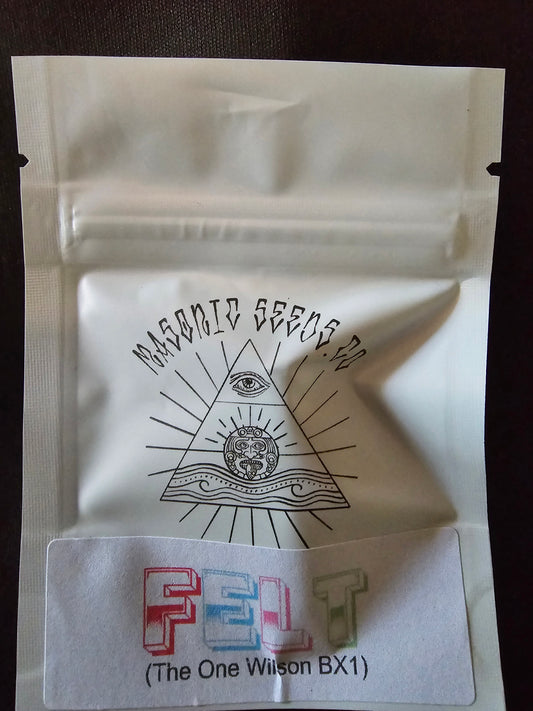 MASONIC SEEDS.CO
FELT
(The One Wilson BX1)